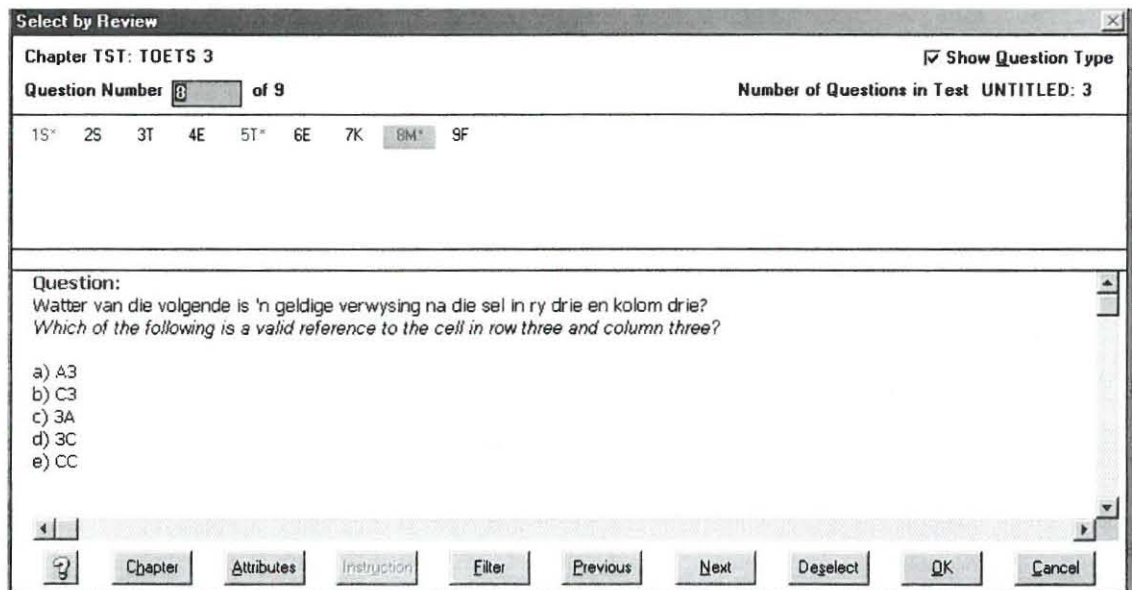 Select by Review
Chapter TST: TOETS 3
Show Question Type
Question Number 8 of 9
Number of Questions in Test UNTITLED: 3
1S* 2S 3T 4E 5T* 6E 7K 8M* 9F
Question:
Watter van die volgende is 'n geldige verwysing na die sel in ry drie en kolom drie?
Which of the following is a valid reference to the cell in row three and column three?
a) A3
b) C3
c) 3A
d) 3C
e) CC
? Chapter Attributes Instruction Filter Previous Next Deselect OK Cancel